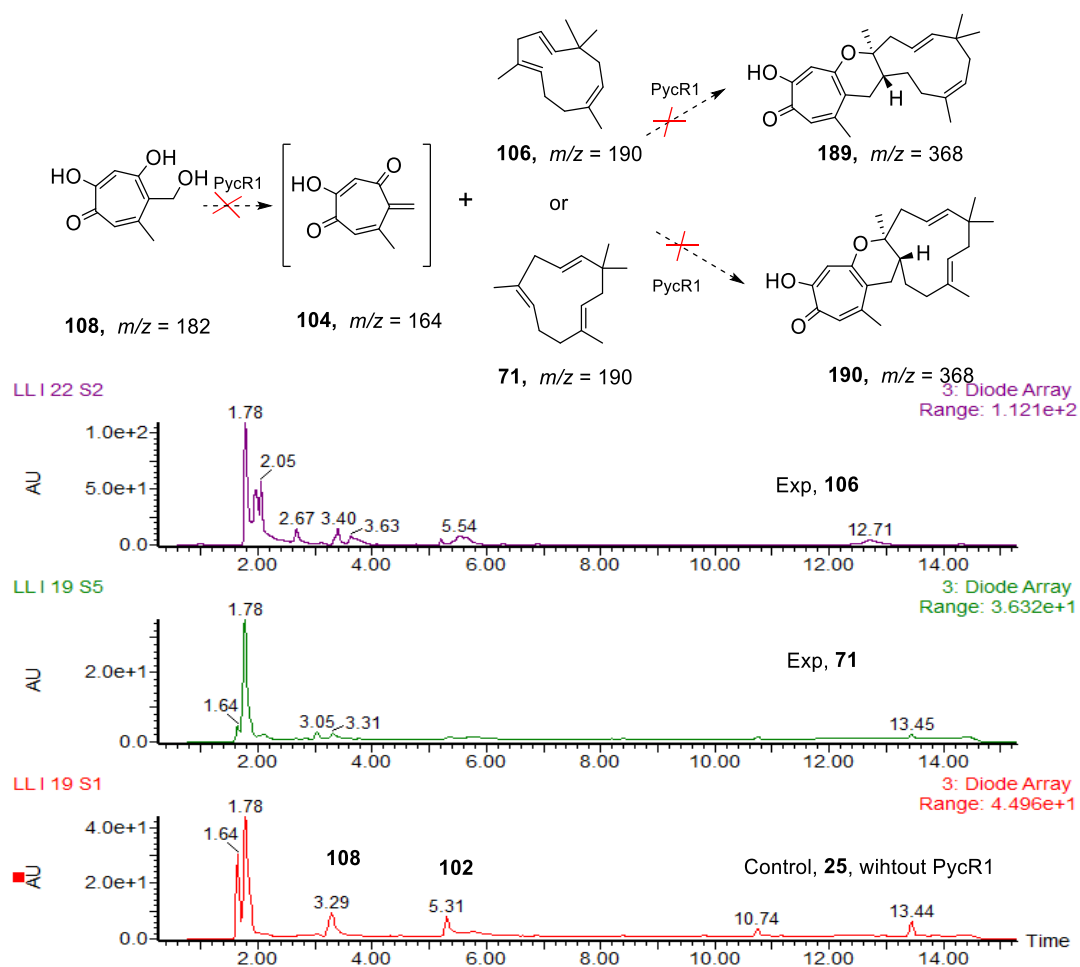 106, m/z = 190
PycR1
HO
O
H
189, m/z = 368
OH
HO
OH
O
PycR1
108, m/z = 182
O
HO
O
104, m/z = 164
+
or
PycR1
71, m/z = 190
O
H
HO
O
190, m/z = 368
LL I 22 S2
3: Diode Array
Range: 1.121e+2
AU
1.0e+2
5.0e+1
0.0
1.78
2.05
2.67
3.40
3.63
5.54
12.71
Exp, 106
2.00 4.00 6.00 8.00 10.00 12.00 14.00
LL I 19 S5
3: Diode Array
Range: 3.632e+1
AU
2.0e+1
0.0
1.64
1.78
3.05
3.31
13.45
Exp, 71
2.00 4.00 6.00 8.00 10.00 12.00 14.00
LL I 19 S1
3: Diode Array
Range: 4.496e+1
AU
4.0e+1
2.0e+1
0.0
1.64
1.78
108
3.29
102
5.31
10.74
13.44
Control, 25, wihtout PycR1
2.00 4.00 6.00 8.00 10.00 12.00 14.00
Time